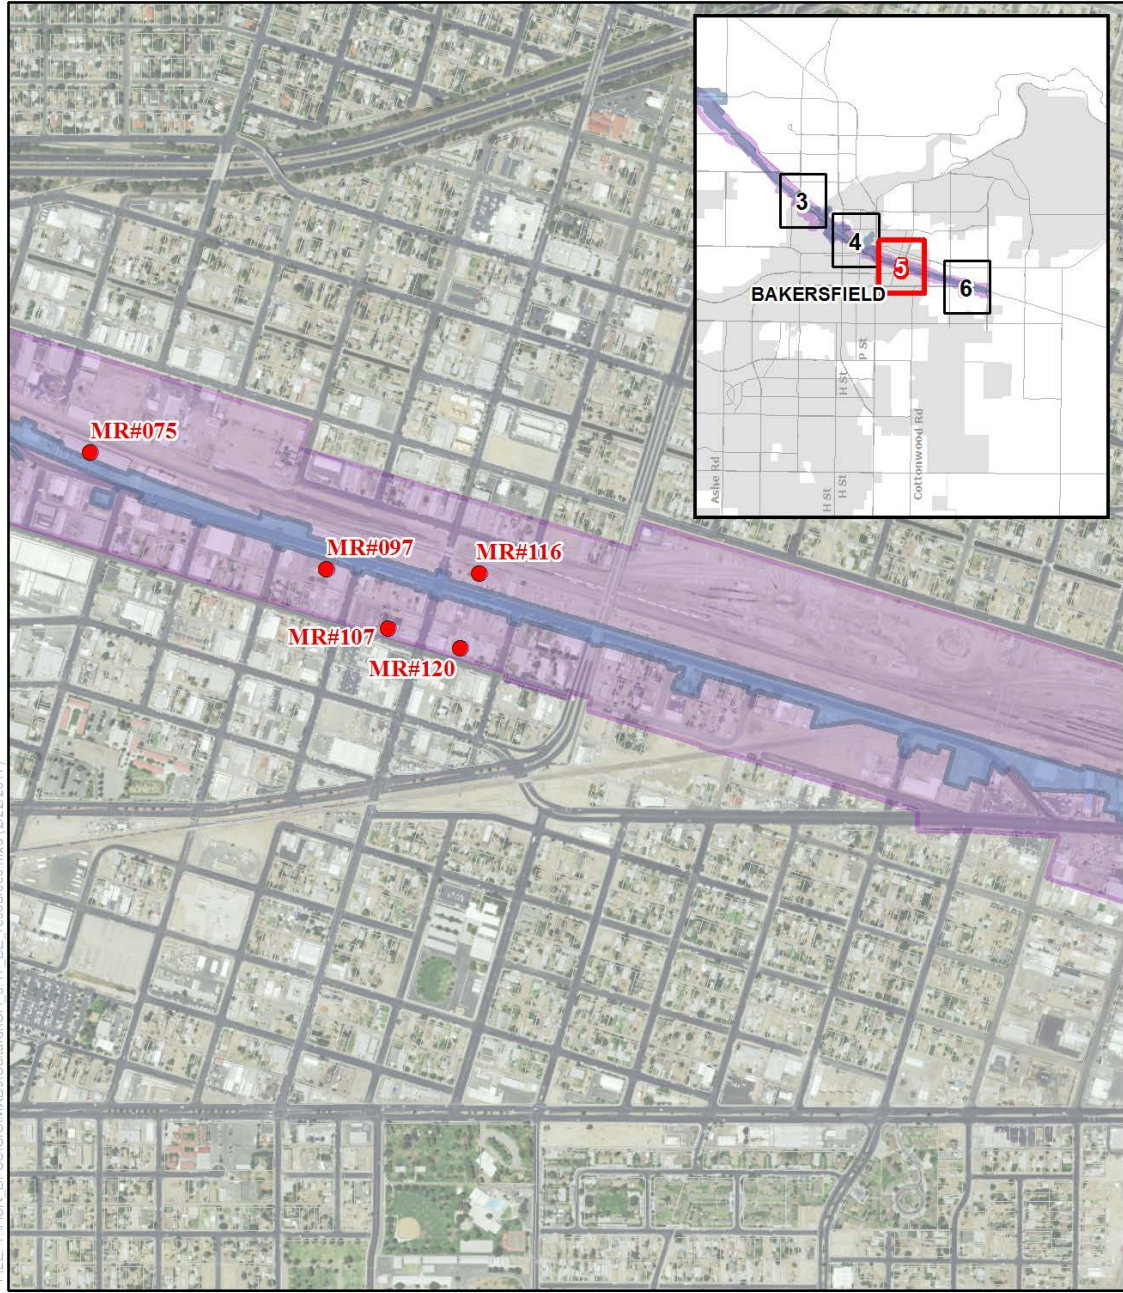 3
4
5
6
BAKERSFIELD
P St
H St
H St
H St
Ashe Rd
Cottonwood Rd
MR#075
MR#097
MR#116
MR#107
MR#120